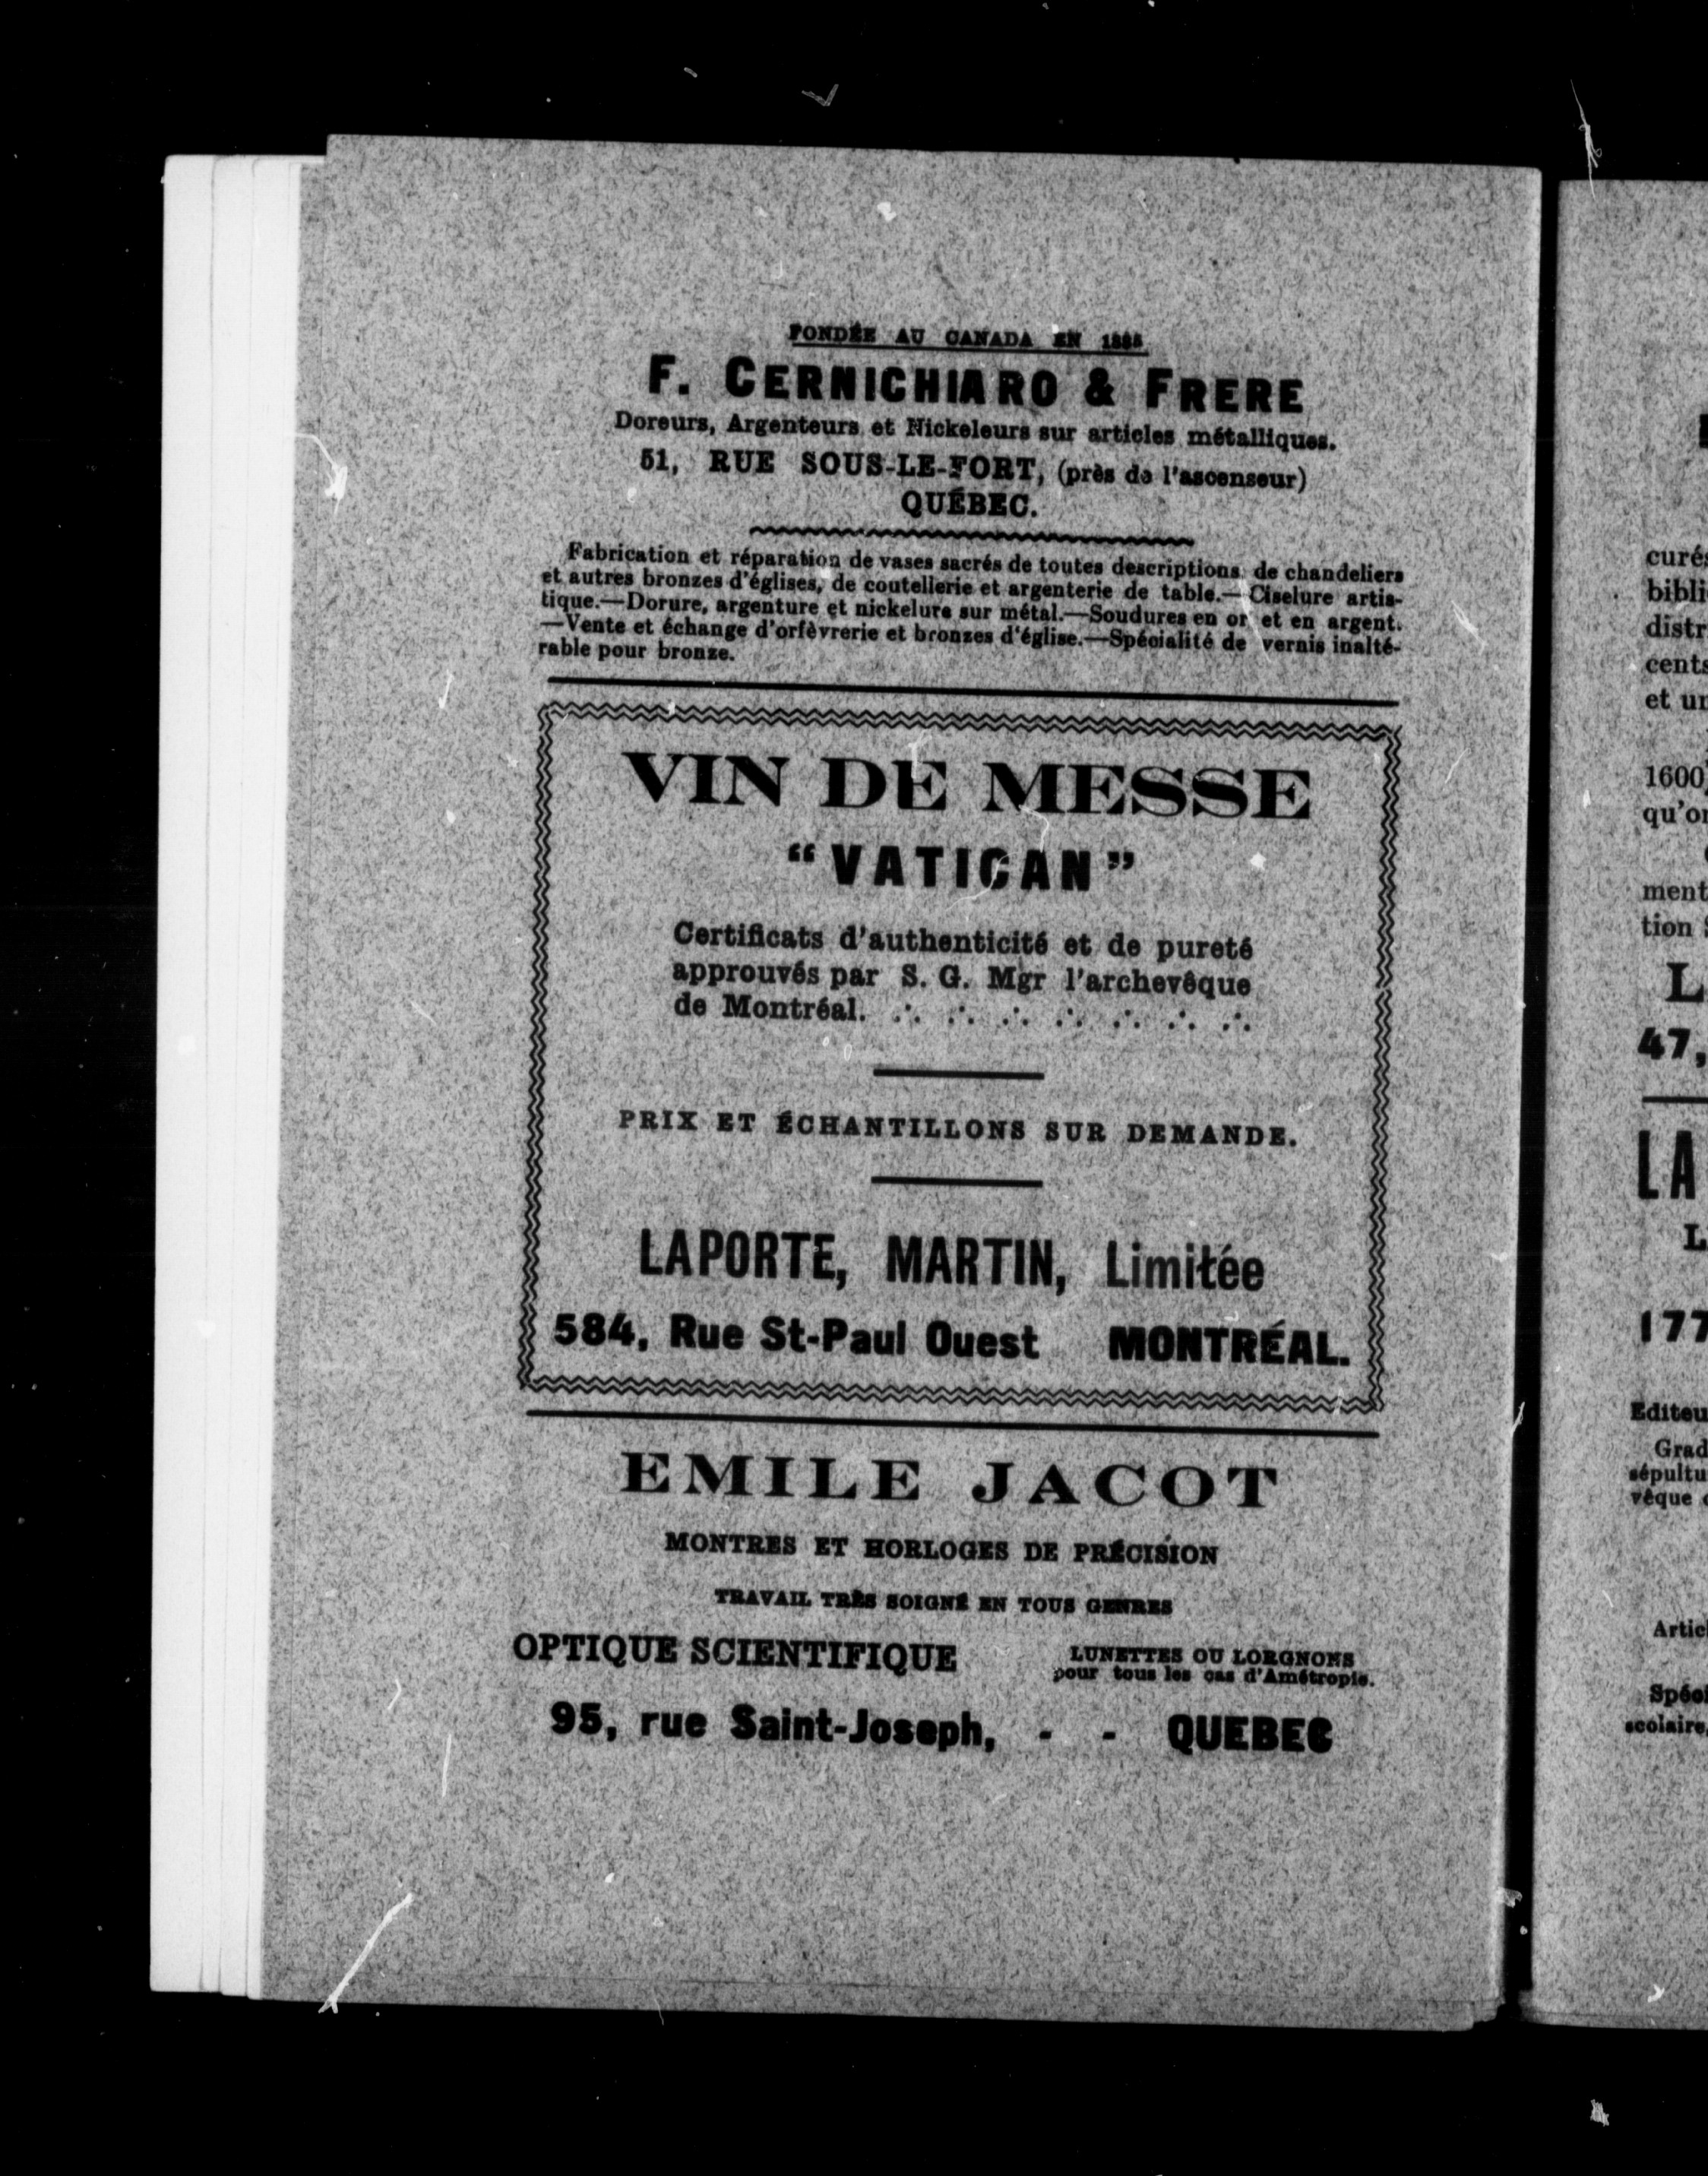 FONDÉE AU CANADA EN
F. CERNICHIARO & FRERE
Doreurs, Argenteurs et Nickeleurs sur articles métalliques.
51, RUE SOUS-LE-FORT, (près de l'ascenseur)
QUÉBEC.
Fabrication et réparation de vases sacrés de toutes descriptions, de chandeliers
et autres bronzes d'églises, de coutellerie et argenterie de table.—Ciselure artis-
tique.—Dorure, argenture et nickelure sur métal.—Soudures en or et en argent.
—Vente et échange d'orfèvrerie et bronzes d'église.—Spécialité de vernis inalté-
rable pour bronze.
VIN DE MESSE
"VATICAN"
Certificats d'authenticité et de pureté
approuvés par S. G. Mgr l'archevêque
de Montréal. ∴ ∴ ∴ ∴ ∴ ∴ ∴
PRIX ET ÉCHANTILLONS SUR DEMANDE.
LAPORTE, MARTIN, Limitée
584, Rue St-Paul Ouest MONTRÉAL.
EMILE JACOT
MONTRES ET HORLOGES DE PRÉCISION
TRAVAIL TRÈS SOIGNÉ EN TOUS GENRES
OPTIQUE SCIENTIFIQUE
LUNETTES OU LORGNONS
pour tous les cas d'Amétropie.
95, rue Saint-Joseph, - - QUEBEC
curés
bibli
distr
cents
et un
1600
qu'on
ment
tion
L
47,
LA
L
177
Editeu
Grad
sépultu
vêque
Artic
Spéci
scolaire,